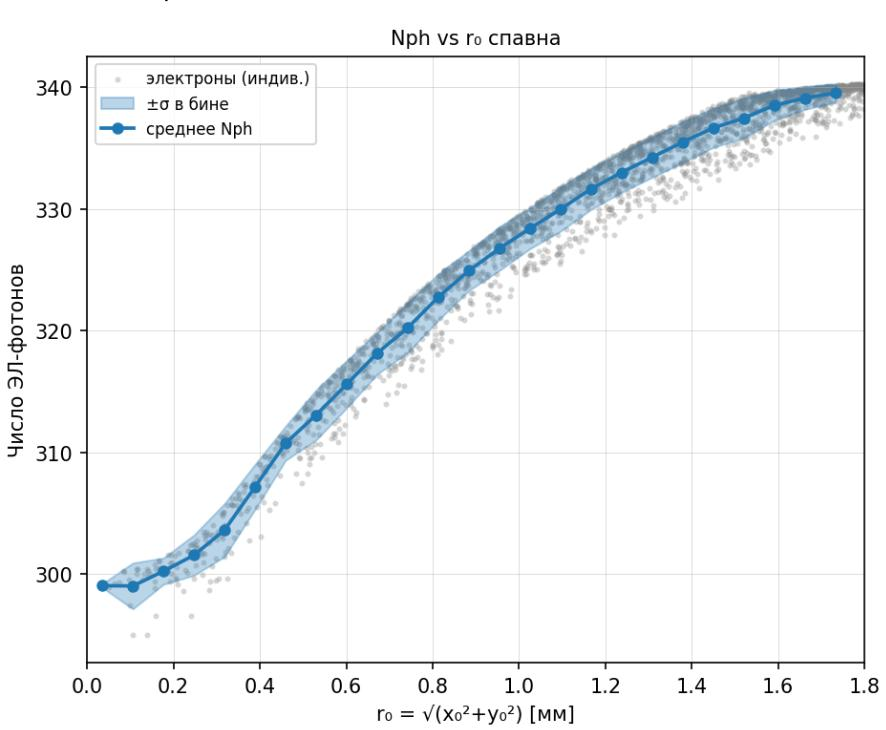 Nph vs r₀ спавна
электроны (индив.)
±σ в бине
среднее Nph
Число ЭЛ-фотонов
340
330
320
310
300
0.0 0.2 0.4 0.6 0.8 1.0 1.2 1.4 1.6 1.8
r₀ = √(x₀²+y₀²) [мм]